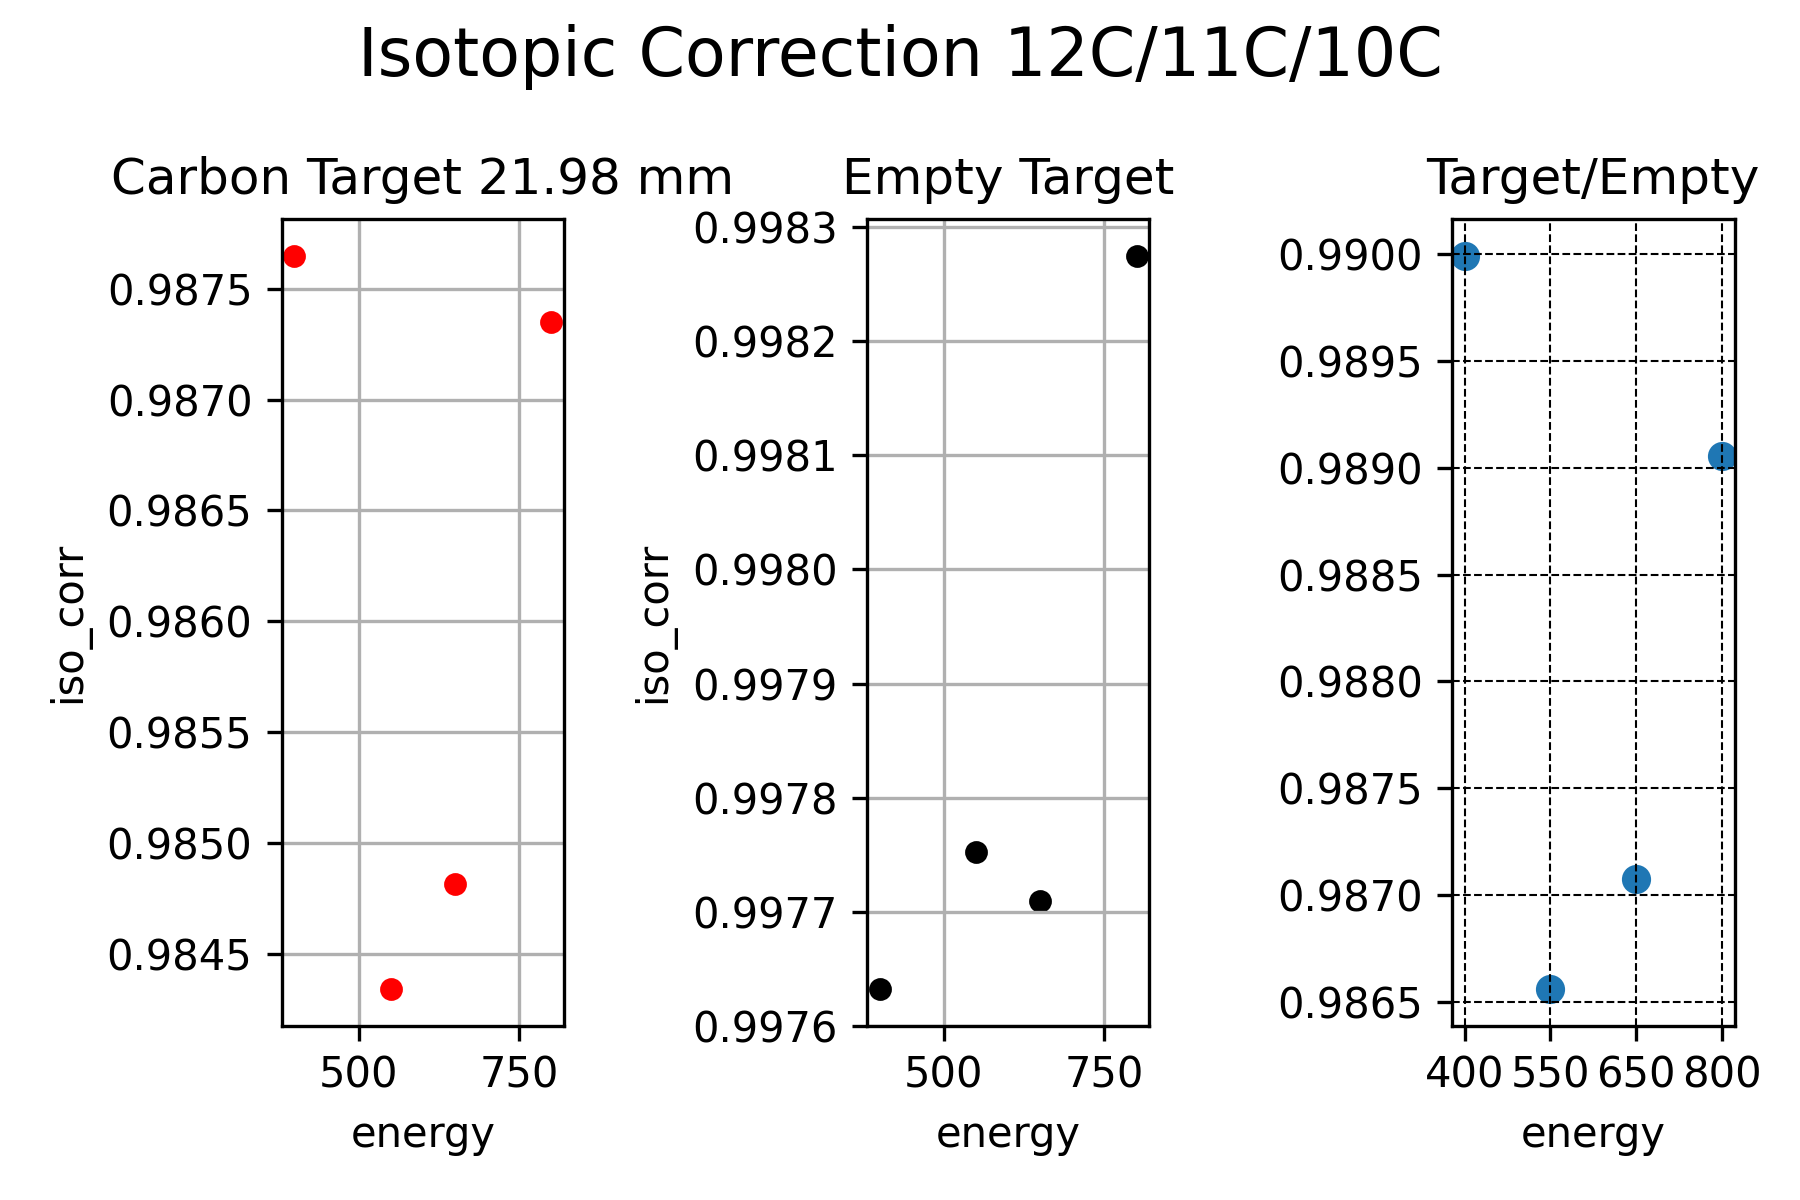 Isotopic Correction 12C/11C/10C
Carbon Target 21.98 mm
0.9875
0.9870
0.9865
0.9860
0.9855
0.9850
0.9845
iso_corr
500 750
energy
Empty Target
0.9983
0.9982
0.9981
0.9980
0.9979
0.9978
0.9977
0.9976
iso_corr
500 750
energy
Target/Empty
0.9900
0.9895
0.9890
0.9885
0.9880
0.9875
0.9870
0.9865
400 550 650 800
energy